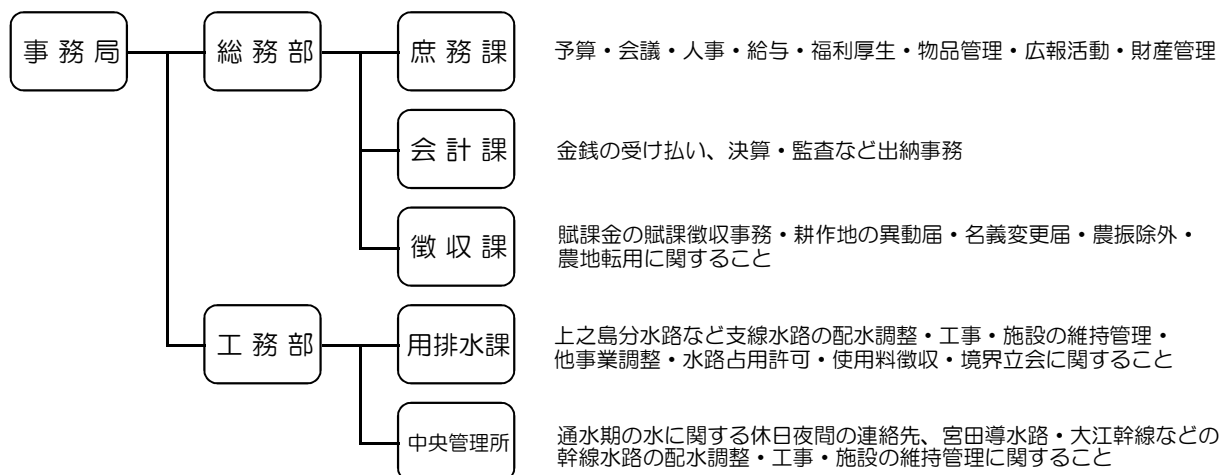 事務局
総務部
庶務課
予算・会議・人事・給与・福利厚生・物品管理・広報活動・財産管理
会計課
金銭の受け払い、決算・監査など出納事務
徴収課
賦課金の賦課徴収事務・耕作地の異動届・名義変更届・農振除外・
農地転用に関すること
工務部
用排水課
上之島分水路など支線水路の配水調整・工事・施設の維持管理・
他事業調整・水路占用許可・使用料徴収・境界立会に関すること
中央管理所
通水期の水に関する休日夜間の連絡先、宮田導水路・大江幹線などの
幹線水路の配水調整・工事・施設の維持管理に関すること